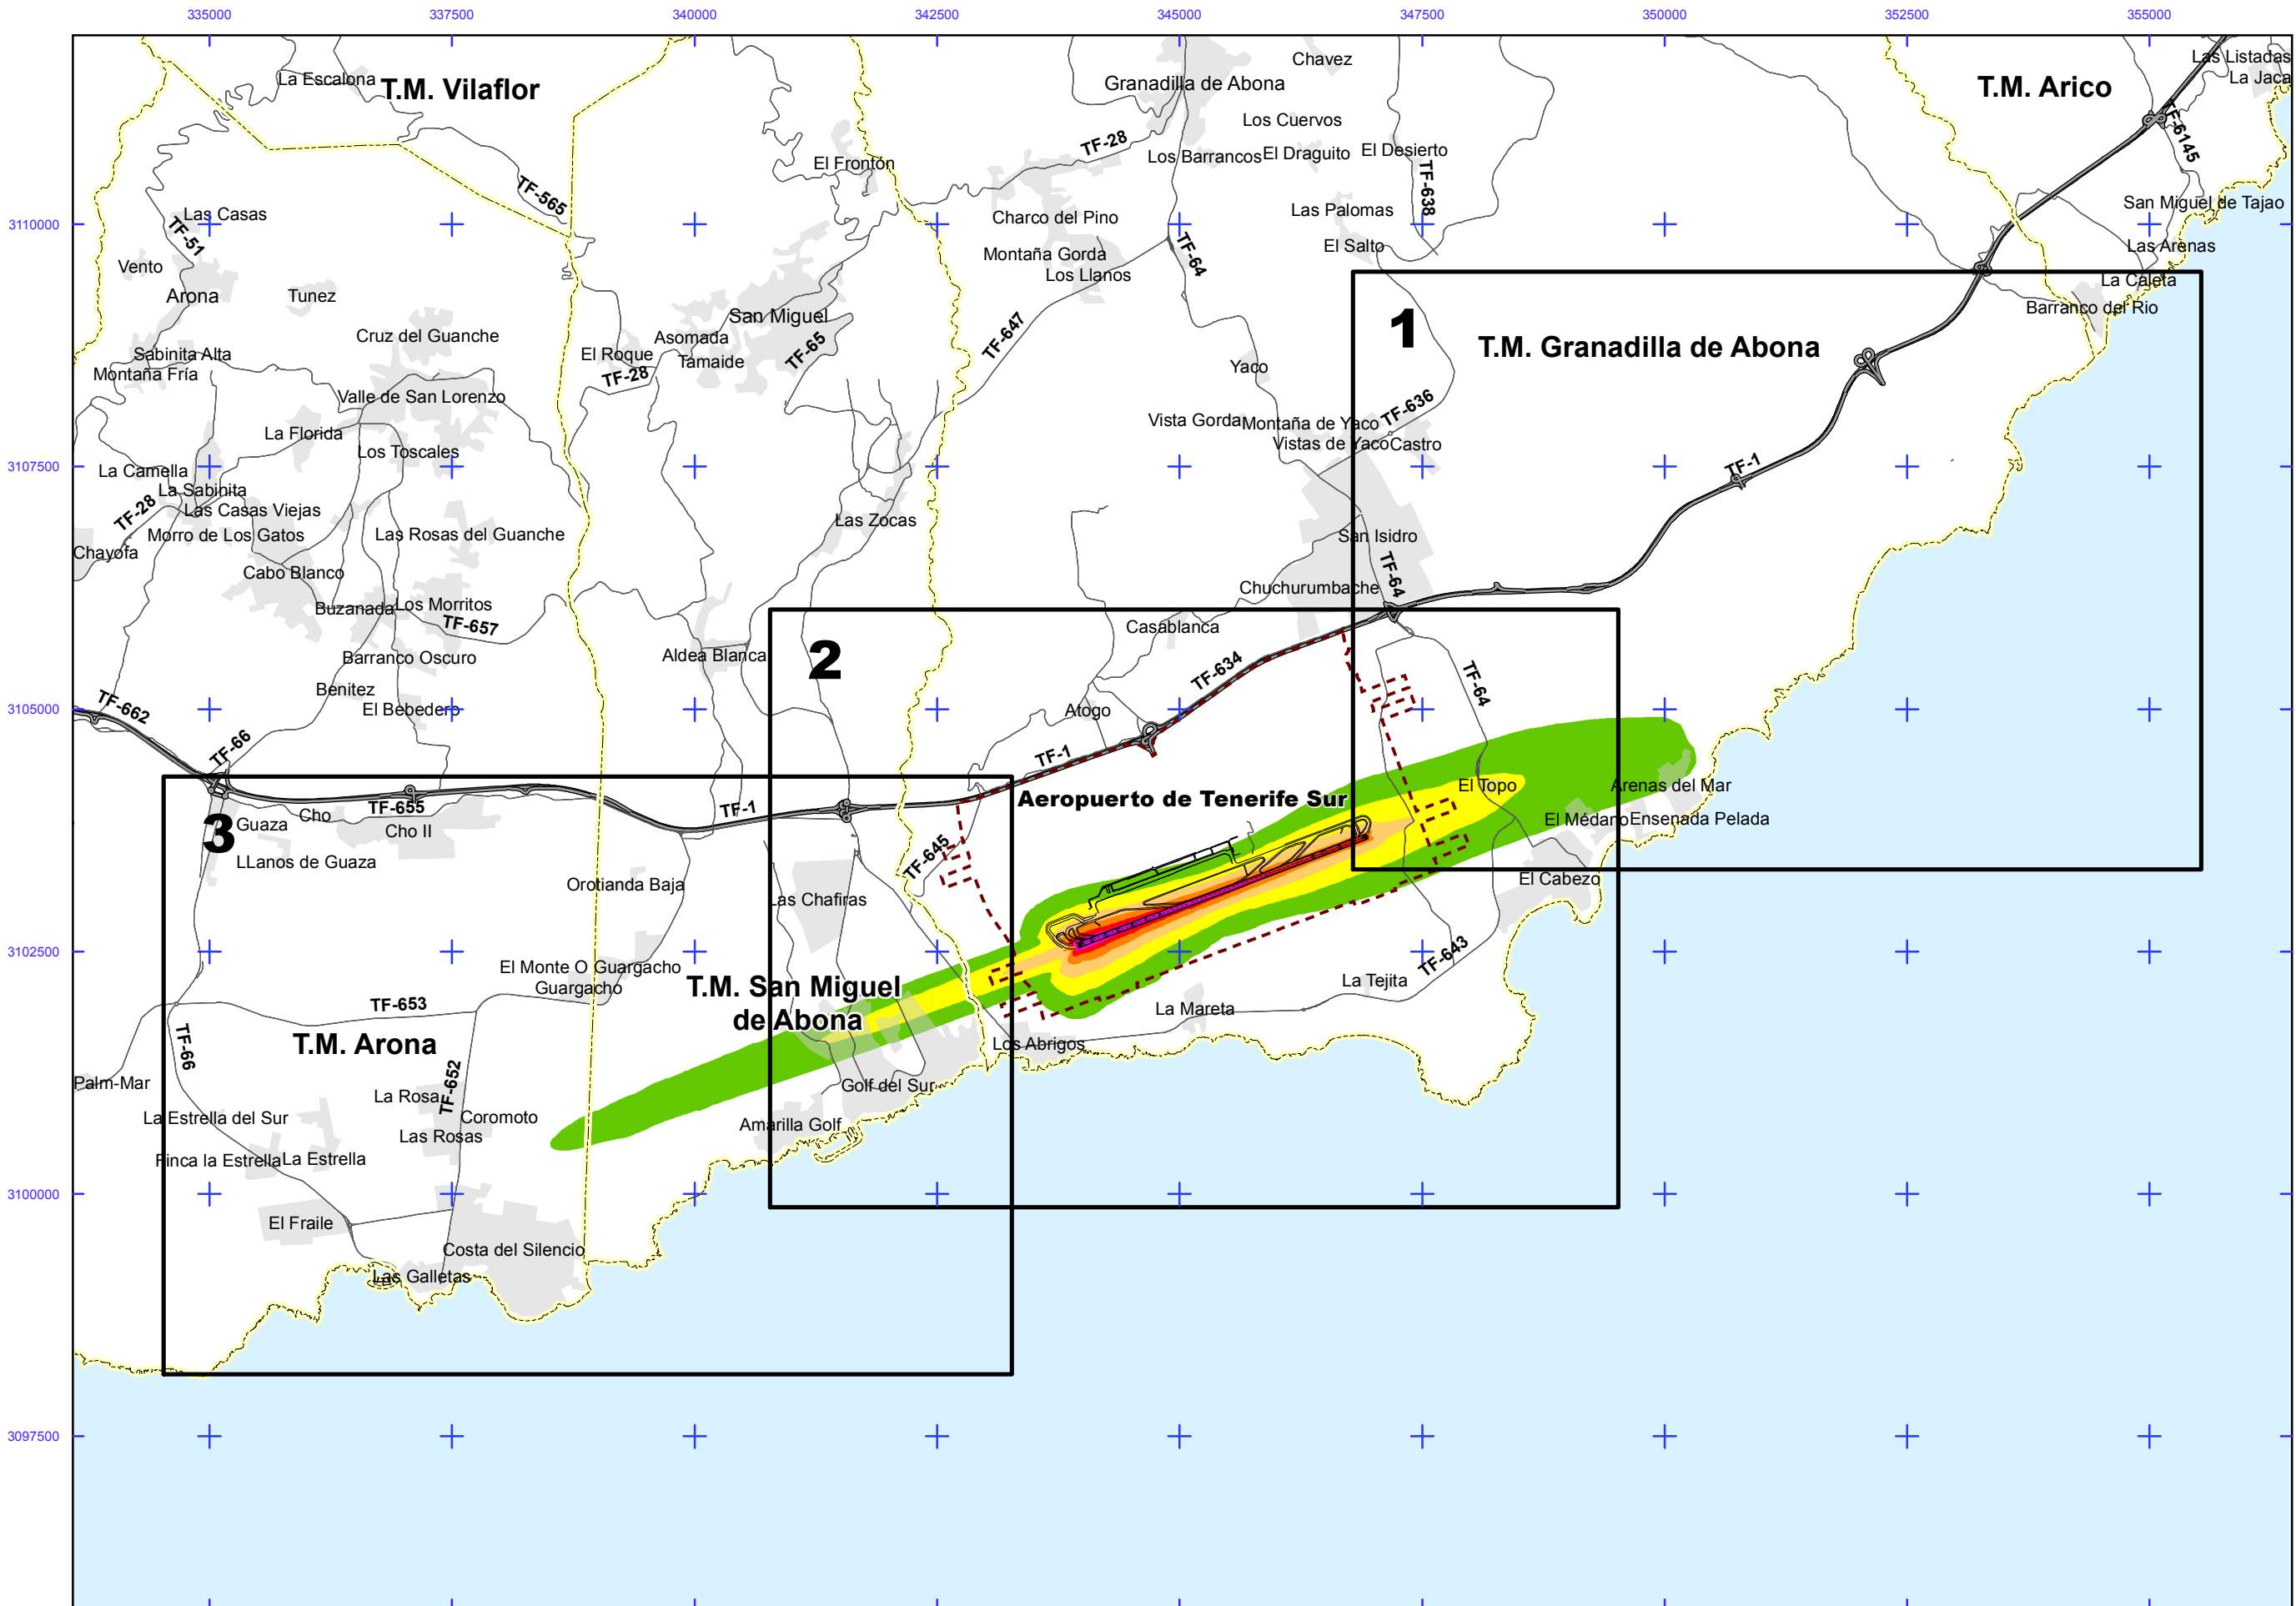 335000 337500 340000 342500 345000 347500 350000 352500 355000
Las Listadas
La Jaca
La Escalona
T.M. Vilaflor
Granadilla de Abona
Chavez
T.M. Arico
Los Cuervos
TF-6145
TF-28
Los Barrancos
El Draguito
El Desierto
El Frontón
TF-565
TF-638
Las Casas
Charco del Pino
Las Palomas
San Miguel de Tajao
3110000
TF-51
Montaña Gorda
El Salto
Las Arenas
Vento
Los Llanos
TF-64
La Caleta
Arona
Tunez
Barranco del Rio
San Miguel
1
T.M. Granadilla de Abona
Cruz del Guanche
Asomada
TF-65
TF-647
Sabinita Alta
El Roque
Tamaide
Montaña Fría
TF-28
Yaco
Valle de San Lorenzo
TF-636
La Florida
Vista Gorda
Montaña de Yaco
Los Toscales
Vistas de Yaco
Castro
3107500
La Camella
TF-1
La Sabinita
TF-28
Las Casas Viejas
Las Zocas
Morro de Los Gatos
Las Rosas del Guanche
San Isidro
Chayofa
Cabo Blanco
Chuchurumbache
TF-64
Buzanada
Los Morritos
TF-657
Casablanca
Barranco Oscuro
Aldea Blanca
2
TF-634
Benitez
TF-64
3105000
TF-662
El Bebedero
Atogo
TF-66
TF-1
El Topo
Arenas del Mar
Aeropuerto de Tenerife Sur
TF-655
TF-1
Cho
3
Guaza
Cho II
El Médano
Ensenada Pelada
LLanos de Guaza
TF-645
Orotianda Baja
El Cabezo
Las Chafiras
3102500
El Monte O Guargacho
TF-643
Guargacho
T.M. San Miguel
de Abona
La Tejita
TF-653
La Mareta
TF-66
T.M. Arona
Los Abrigos
Palm-Mar
TF-652
Golf del Sur
La Rosa
La Estrella del Sur
Coromoto
Amarilla Golf
Las Rosas
Finca la Estrella
La Estrella
3100000
El Fraile
Costa del Silencio
Las Galletas
3097500